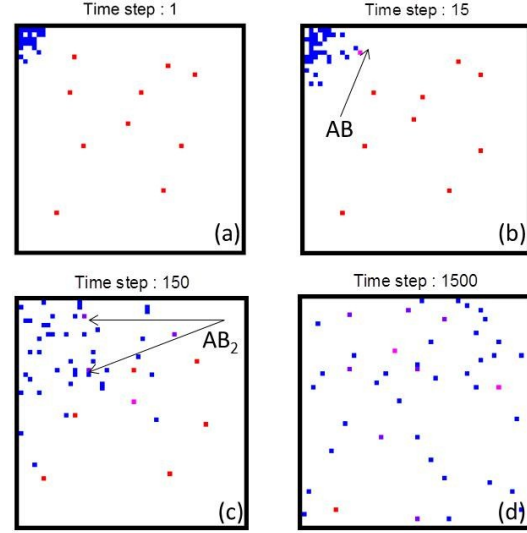 Time step : 1
Time step : 15
AB
(a)
(b)
Time step : 150
Time step : 1500
AB₂
(c)
(d)